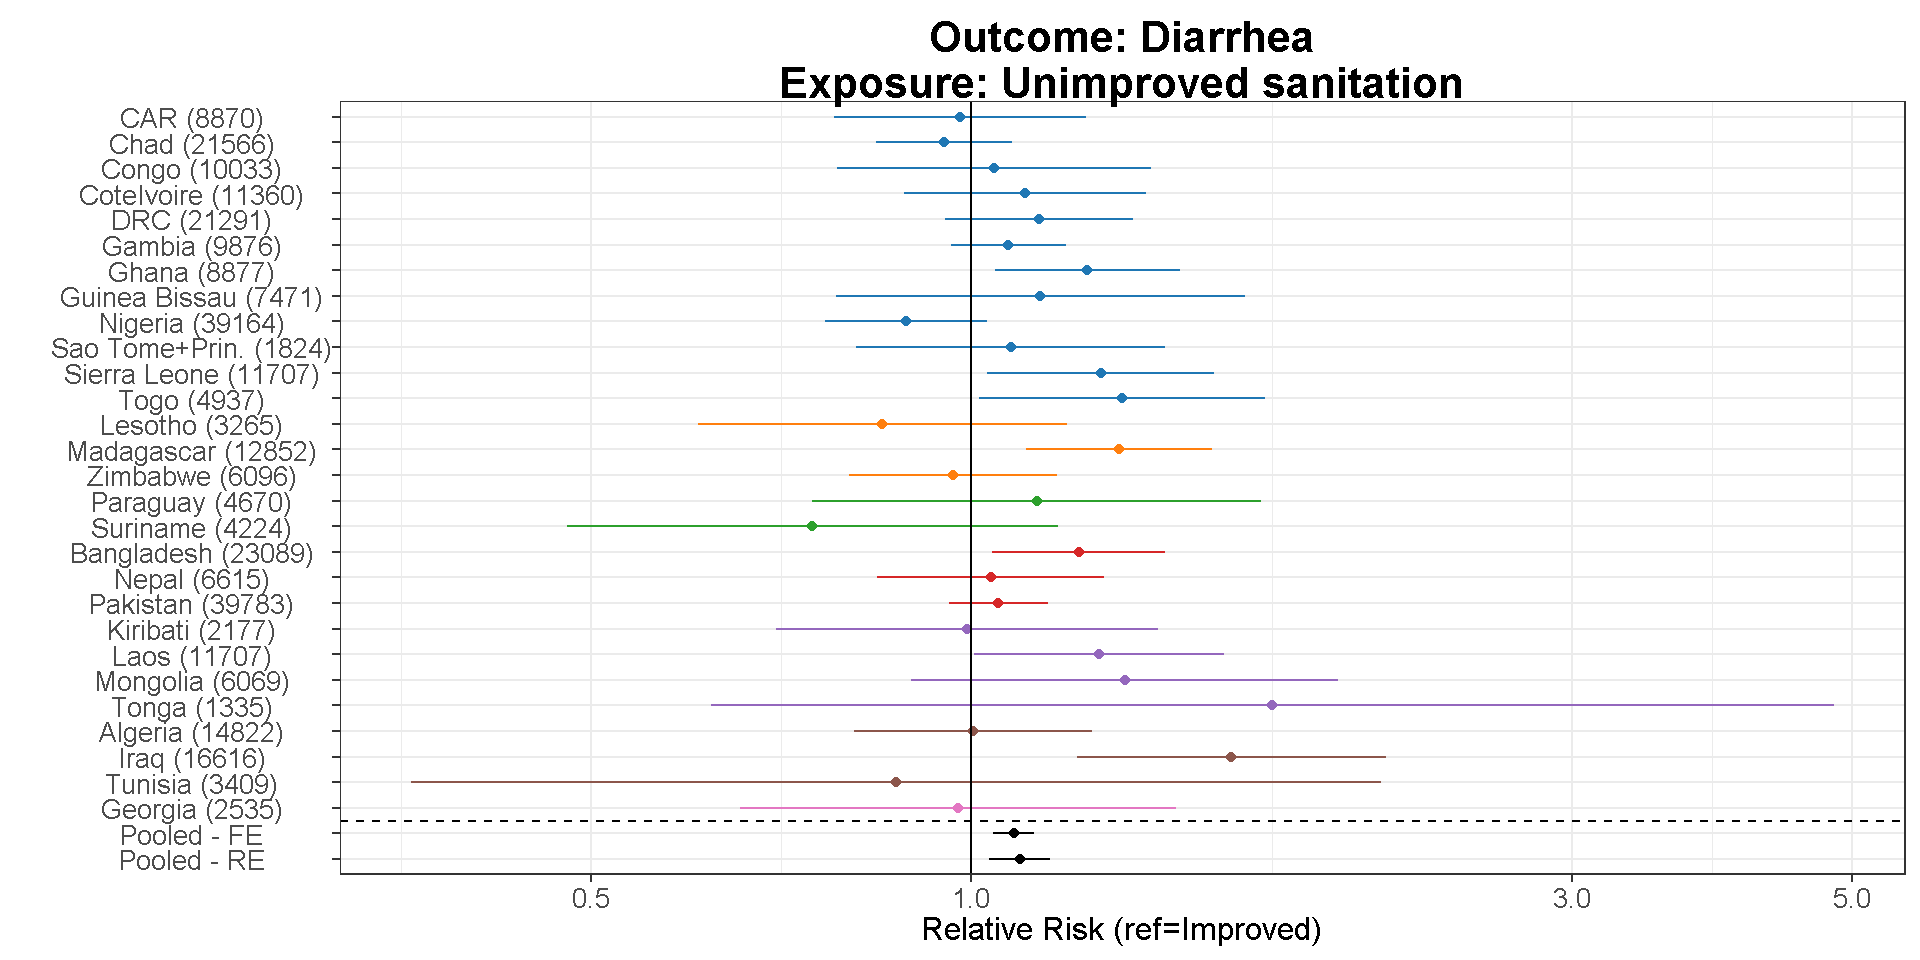 Outcome: Diarrhea
Exposure: Unimproved sanitation
CAR (8870)
Chad (21566)
Congo (10033)
CoteIvoire (11360)
DRC (21291)
Gambia (9876)
Ghana (8877)
Guinea Bissau (7471)
Nigeria (39164)
Sao Tome+Prin. (1824)
Sierra Leone (11707)
Togo (4937)
Lesotho (3265)
Madagascar (12852)
Zimbabwe (6096)
Paraguay (4670)
Suriname (4224)
Bangladesh (23089)
Nepal (6615)
Pakistan (39783)
Kiribati (2177)
Laos (11707)
Mongolia (6069)
Tonga (1335)
Algeria (14822)
Iraq (16616)
Tunisia (3409)
Georgia (2535)
Pooled - FE
Pooled - RE
0.5 1.0 3.0 5.0
Relative Risk (ref=Improved)